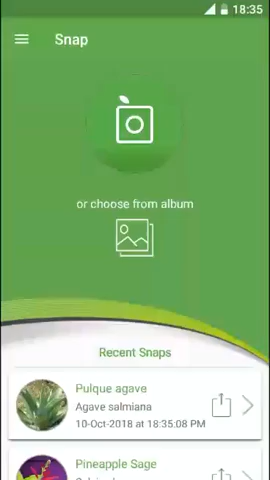 18:35
Snap
or choose from album
Recent Snaps
Pulque agave
Agave salmiana
10-Oct-2018 at 18:35:08 PM
Pineapple Sage